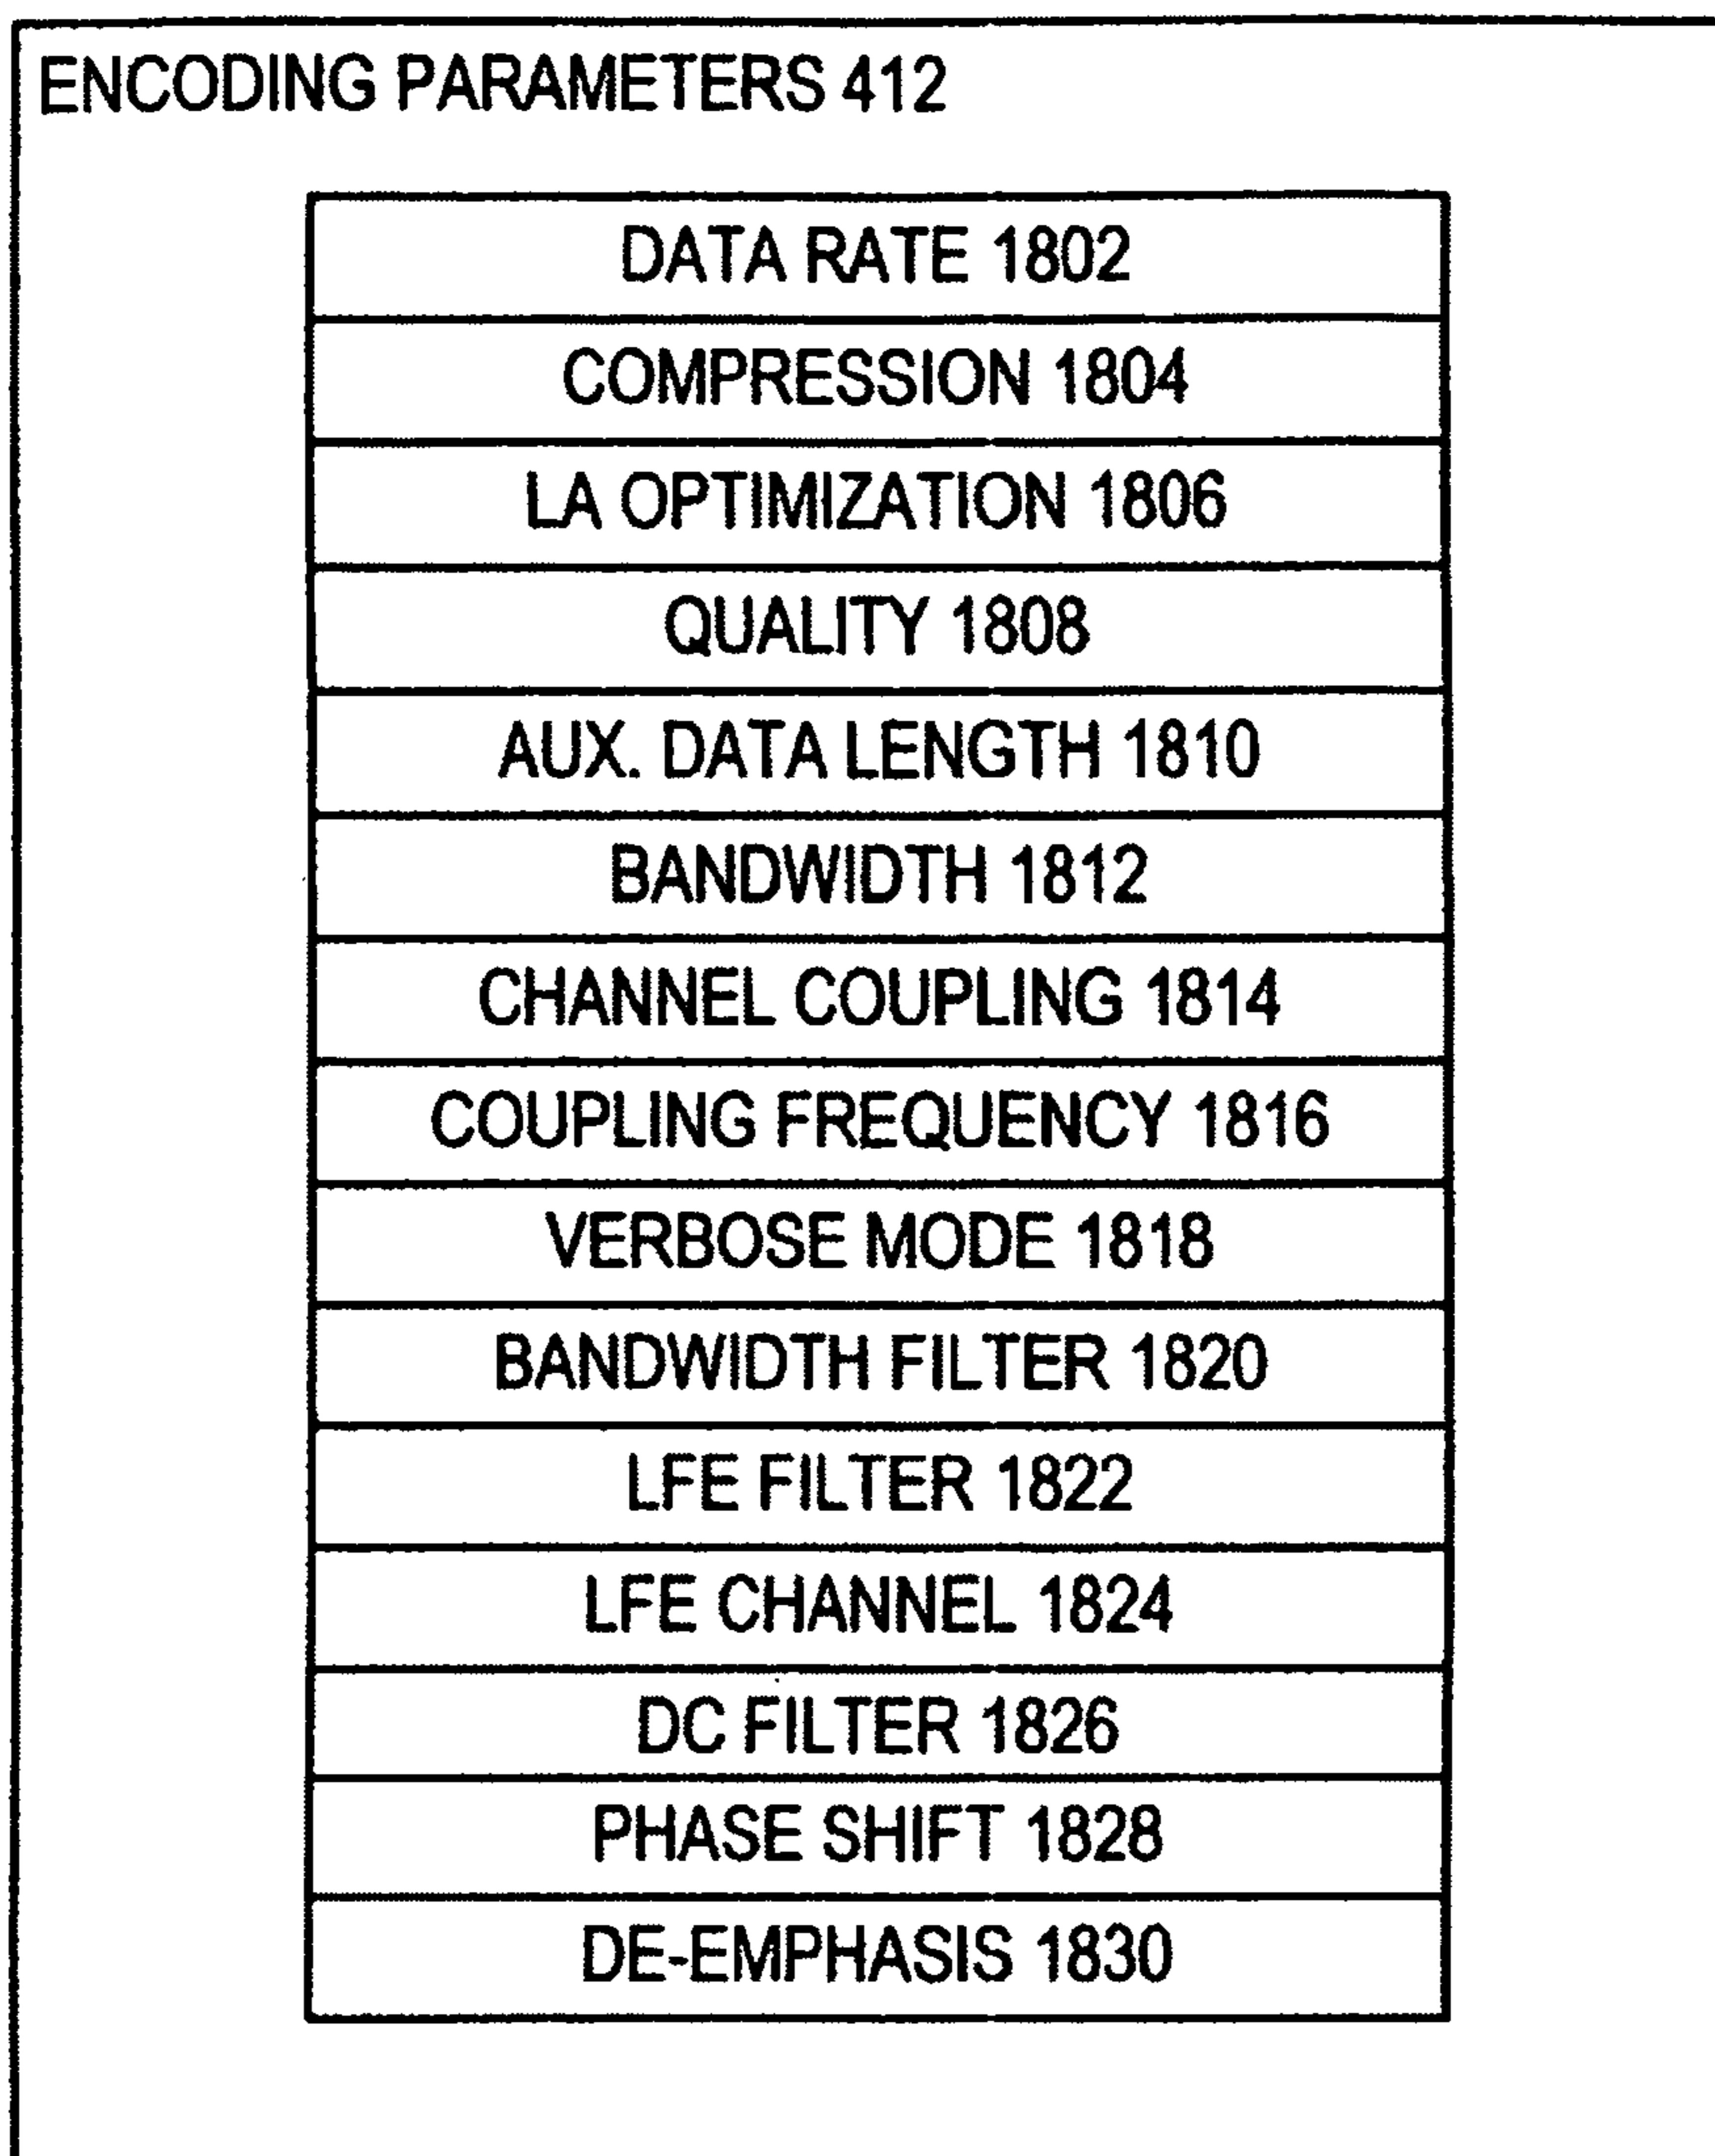 ENCODING PARAMETERS 412
DATA RATE 1802
COMPRESSION 1804
LA OPTIMIZATION 1806
QUALITY 1808
AUX. DATA LENGTH 1810
BANDWIDTH 1812
CHANNEL COUPLING 1814
COUPLING FREQUENCY 1816
VERBOSE MODE 1818
BANDWIDTH FILTER 1820
LFE FILTER 1822
LFE CHANNEL 1824
DC FILTER 1826
PHASE SHIFT 1828
DE-EMPHASIS 1830